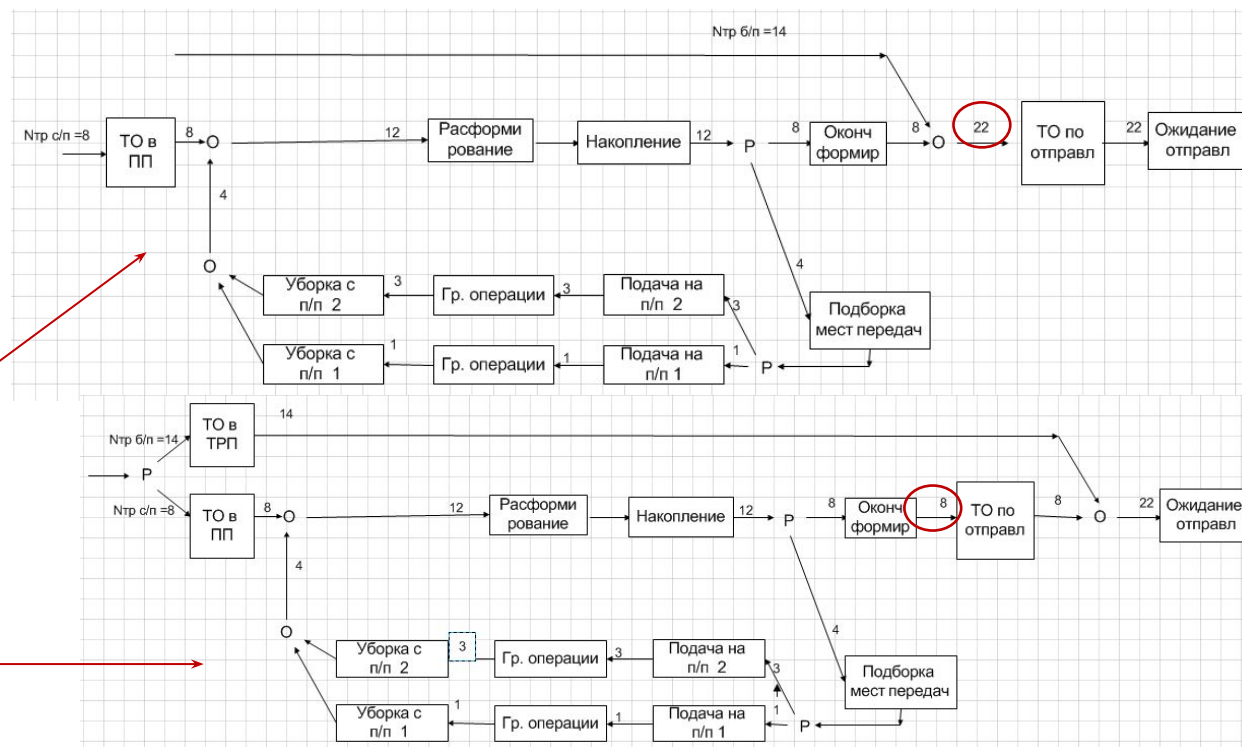 Nтр б/п =14
Nтр с/п =8
ТО в
ПП
8
О
12
Расформи
рование
Накопление
12
Р
8
Оконч
формир
8
О
22
ТО по
отправл
22
Ожидание
отправл
4
О
4
Уборка с
п/п 2
3
Гр. операции
3
Подача на
п/п 2
3
Подборка
мест передач
Уборка с
п/п 1
1
Гр. операции
1
Подача на
п/п 1
1
Р
ТО в
ТРП
14
Nтр б/п =14
Р
Nтр с/п =8
ТО в
ПП
8
О
12
Расформи
рование
Накопление
12
Р
8
Оконч
формир
8
ТО по
отправл
8
О
22
Ожидание
отправл
4
О
4
Уборка с
п/п 2
3
Гр. операции
3
Подача на
п/п 2
3
Подборка
мест передач
Уборка с
п/п 1
1
Гр. операции
1
Подача на
п/п 1
1
Р